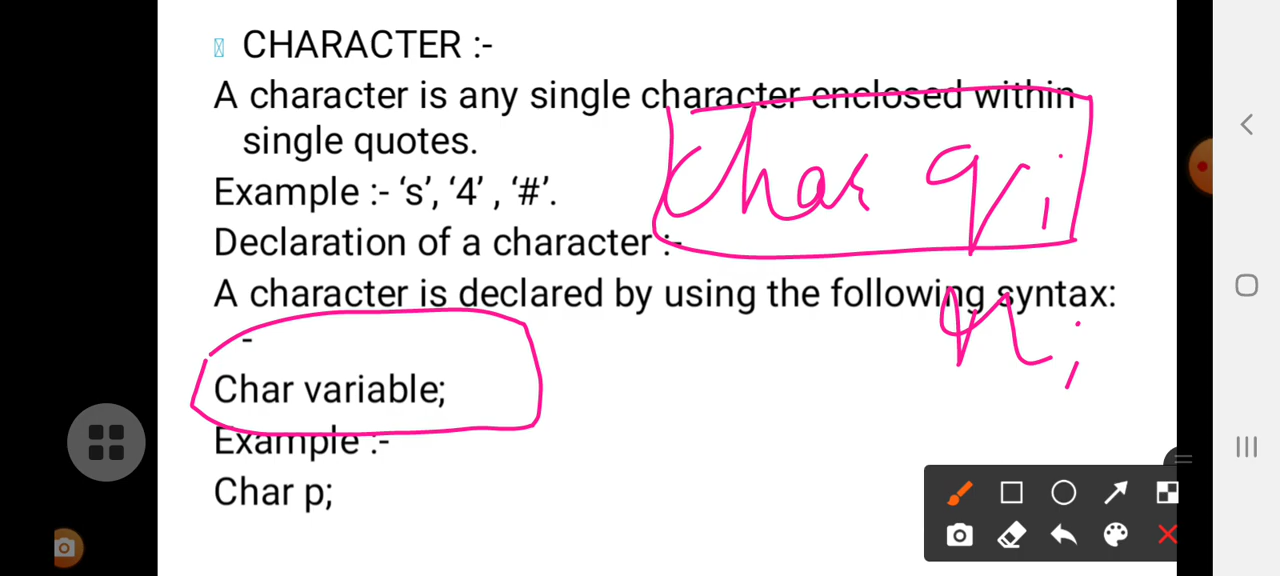 CHARACTER :-
A character is any single character enclosed within
single quotes.
Example :- ‘s’, ‘4’ , ‘#’.
Char q;
Declaration of a character :-
A character is declared by using the following syntax:
-
n;
Char variable;
Example :-
Char p;